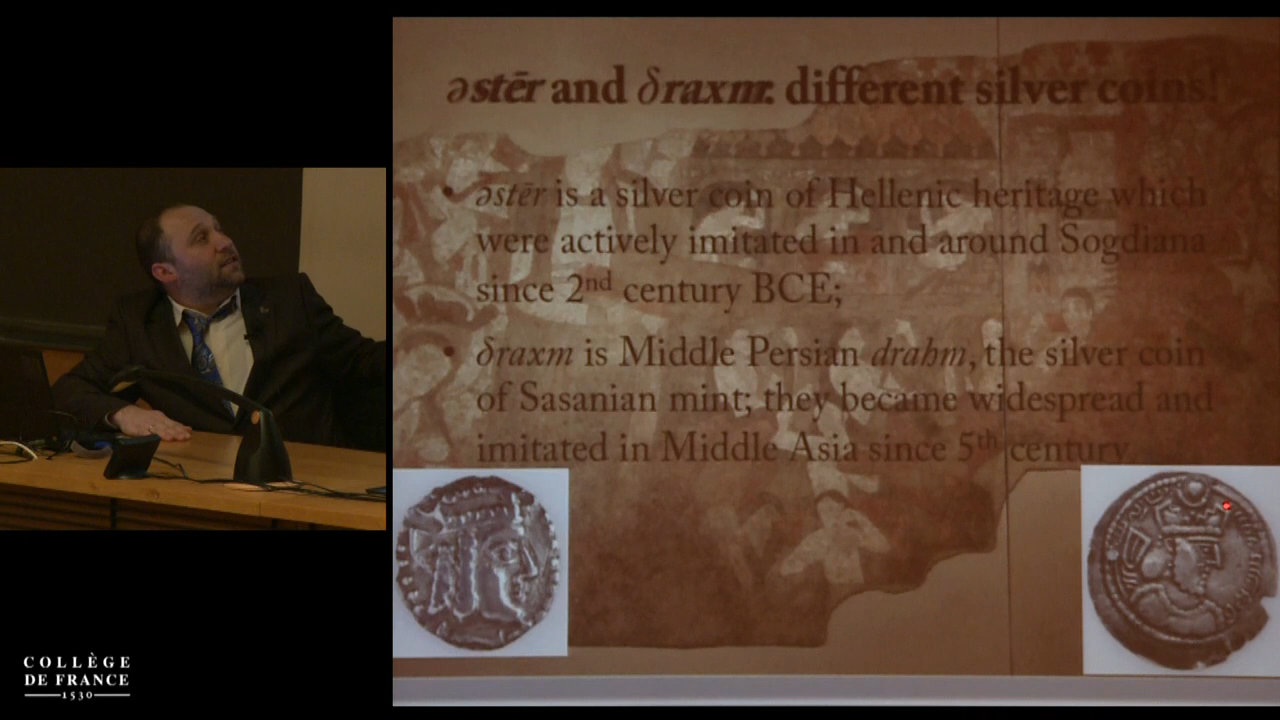 əstēr and δraxm: different silver coins!
• əstēr is a silver coin of Hellenic heritage which
were actively imitated in and around Sogdiana
since 2nd century BCE;
• δraxm is Middle Persian drahm, the silver coin
of Sasanian mint; they became widespread and
imitated in Middle Asia since 5th century.
COLLÈGE
DE FRANCE
1530